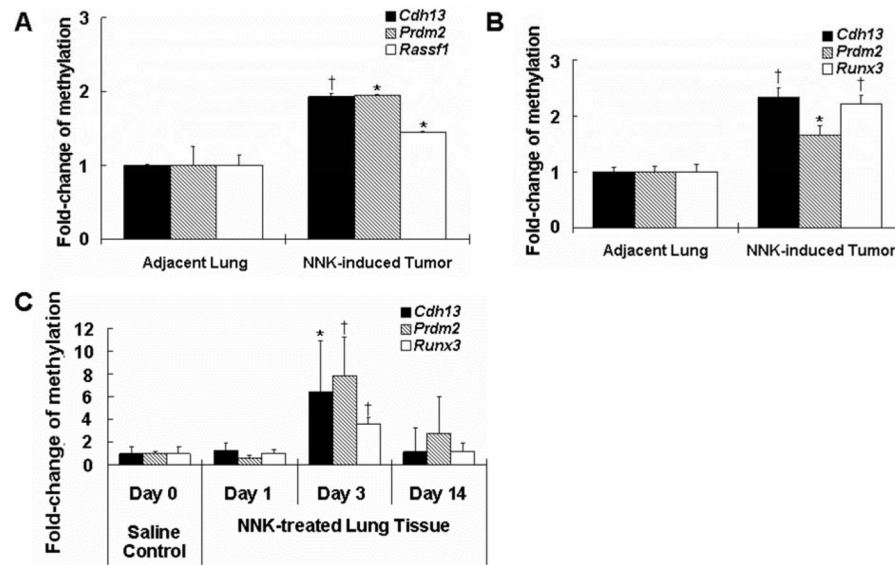 A
Fold-change of methylation
3
2
1
0
Cdh13
Prdm2
Rassf1
†
*
*
Adjacent Lung
NNK-induced Tumor
B
Fold-change of methylation
3
2
1
0
Cdh13
Prdm2
Runx3
†
*
†
Adjacent Lung
NNK-induced Tumor
C
Fold-change of methylation
12
10
8
6
4
2
0
Cdh13
Prdm2
Runx3
*
†
†
Day 0
Day 1
Day 3
Day 14
Saline
Control
NNK-treated Lung Tissue